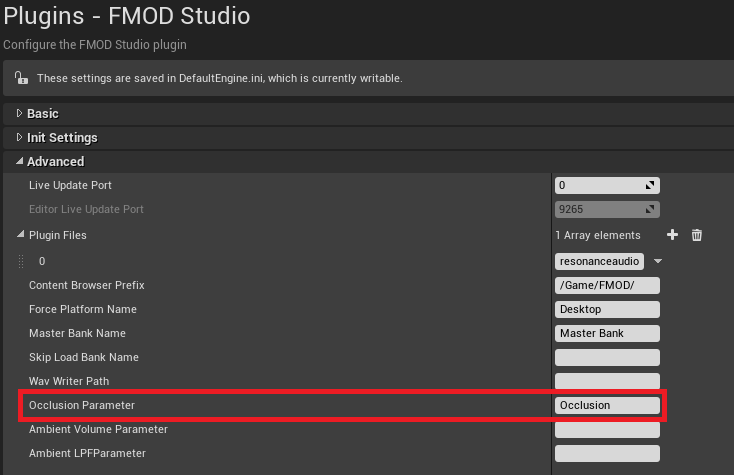 Plugins - FMOD Studio
Configure the FMOD Studio plugin
These settings are saved in DefaultEngine.ini, which is currently writable.
Basic
Init Settings
Advanced
Live Update Port 0
Editor Live Update Port 9265
Plugin Files 1 Array elements
0 resonanceaudio
Content Browser Prefix /Game/FMOD/
Force Platform Name Desktop
Master Bank Name Master Bank
Skip Load Bank Name
Wav Writer Path
Occlusion Parameter Occlusion
Ambient Volume Parameter
Ambient LPFParameter